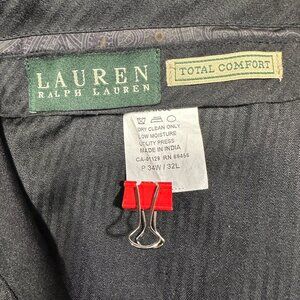 LAUREN
RALPH LAUREN
TOTAL COMFORT
DRY CLEAN ONLY
LOW MOISTURE
UTILITY PRESS
MADE IN INDIA
CA-01129 RN 69456
P 34W / 32L